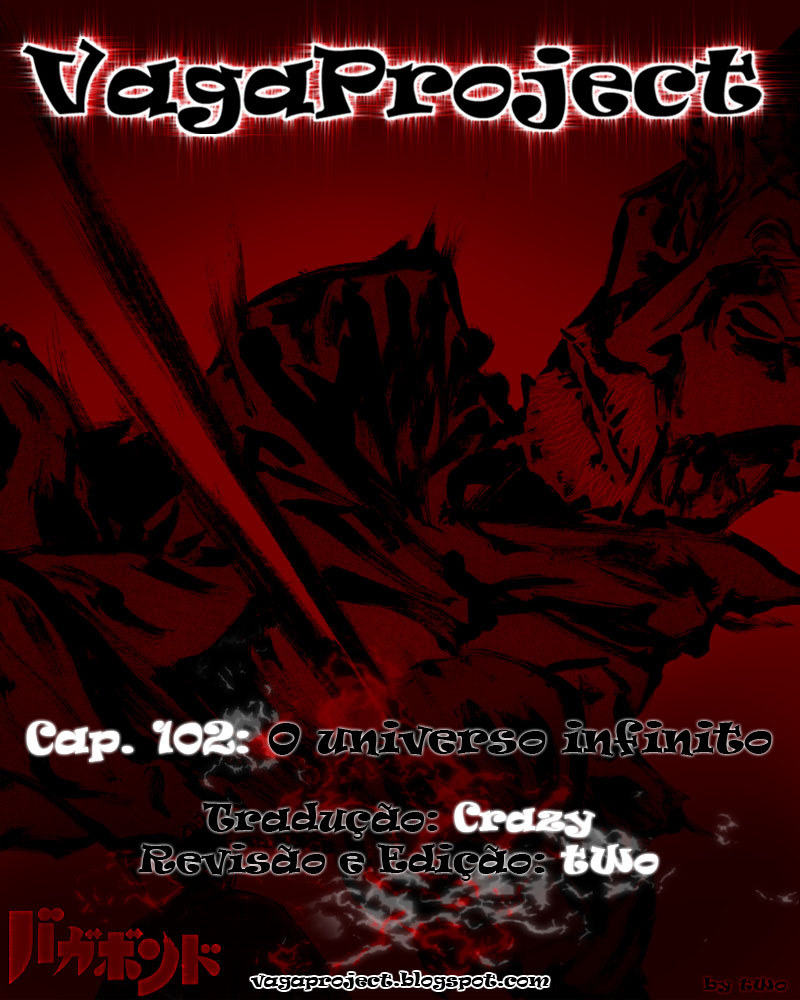 VagaProject
Cap. 102: O universo infinito
Tradução: Crazy
Revisão e Edição: tWo
バガボンド
vagaproject.blogspot.com
by tWo